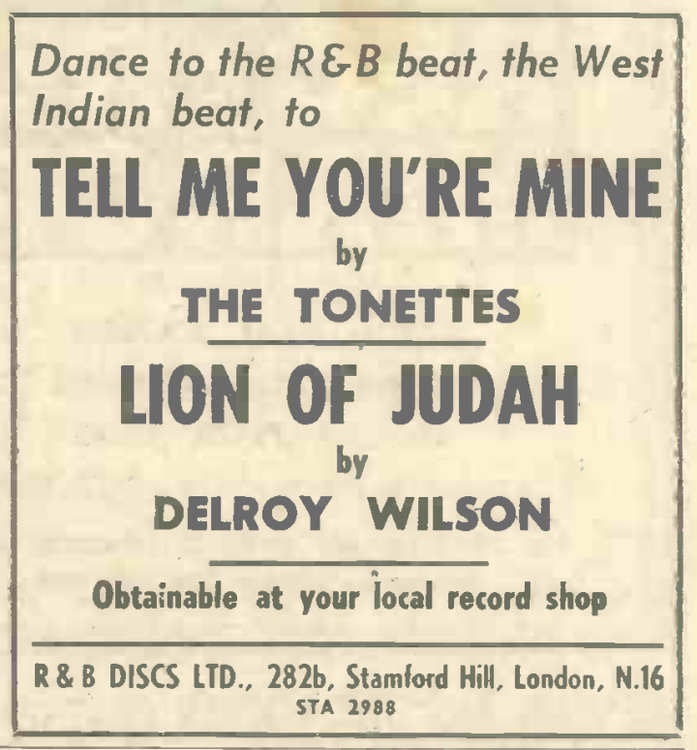 Dance to the R&B beat, the West
Indian beat, to
TELL ME YOU'RE MINE
by
THE TONETTES
LION OF JUDAH
by
DELROY WILSON
Obtainable at your local record shop
R & B DISCS LTD., 282b, Stamford Hill, London, N.16
STA 2988